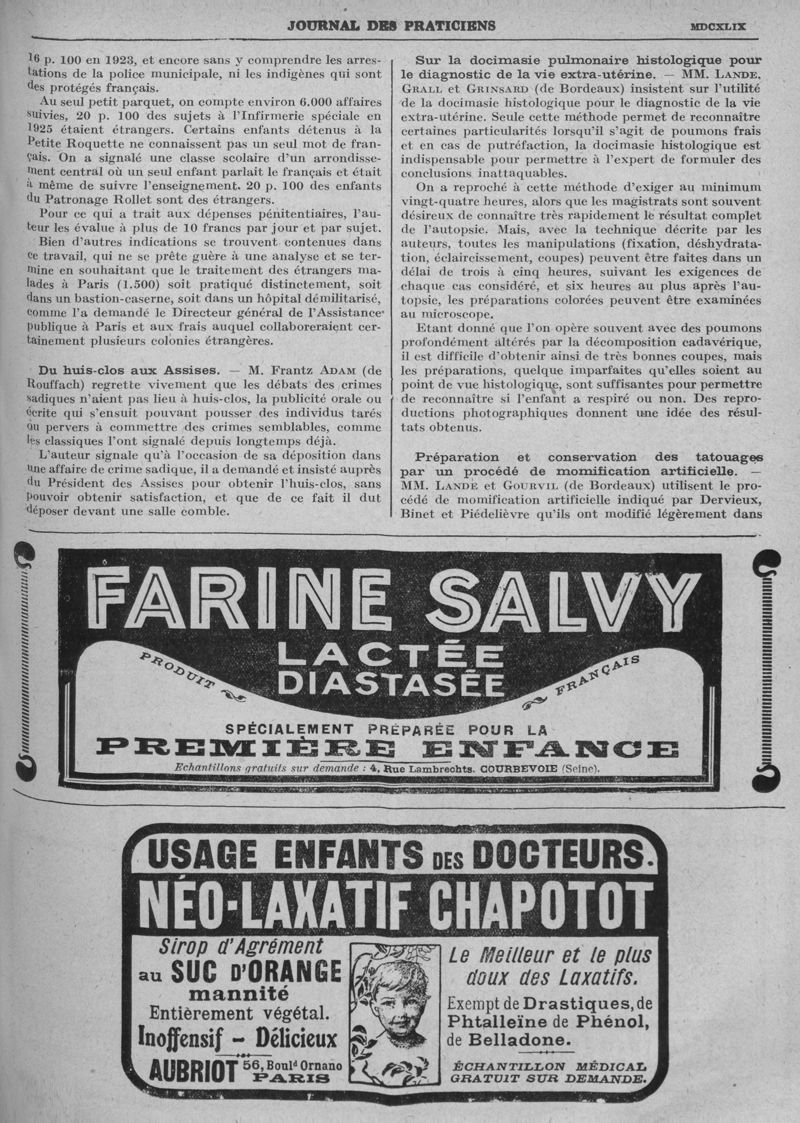 JOURNAL DES PRATICIENS
MDCXLIX
16 p. 100 en 1923, et encore sans y comprendre les arres-
tations de la police municipale, ni les indigènes qui sont
des protégés français.
Au seul petit parquet, on compte environ 6.000 affaires
suivies, 20 p. 100 des sujets à l'Infirmerie spéciale en
1925 étaient étrangers. Certains enfants détenus à la
Petite Roquette ne connaissent pas un seul mot de fran-
çais. On a signalé une classe scolaire d'un arrondisse-
ment central où un seul enfant parlait le français et était
à même de suivre l'enseignement. 20 p. 100 des enfants
du Patronage Rollet sont des étrangers.
Pour ce qui a trait aux dépenses pénitentiaires, l'au-
teur les évalue à plus de 10 francs par jour et par sujet.
Bien d'autres indications se trouvent contenues dans
ce travail, qui ne se prête guère à une analyse et se ter-
mine en souhaitant que le traitement des étrangers ma-
lades à Paris (1.500) soit pratiqué distinctement, soit
dans un bastion-caserne, soit dans un hôpital démilitarisé,
comme l'a demandé le Directeur général de l'Assistance
publique à Paris et aux frais auquel collaboreraient cer-
tainement plusieurs colonies étrangères.
Du huis-clos aux Assises. — M. Frantz ADAM (de
Rouffach) regrette vivement que les débats des crimes
sadiques n'aient pas lieu à huis-clos, la publicité orale ou
écrite qui s'ensuit pouvant pousser des individus tarés
ou pervers à commettre des crimes semblables, comme
les classiques l'ont signalé depuis longtemps déjà.
L'auteur signale qu'à l'occasion de sa déposition dans
une affaire de crime sadique, il a demandé et insisté auprès
du Président des Assises pour obtenir l'huis-clos, sans
pouvoir obtenir satisfaction, et que de ce fait il dut
déposer devant une salle comble.
Sur la docimasie pulmonaire histologique pour
le diagnostic de la vie extra-utérine. — MM. LANDE,
GRALL et GRINSARD (de Bordeaux) insistent sur l'utilité
de la docimasie histologique pour le diagnostic de la vie
extra-utérine. Seule cette méthode permet de reconnaître
certaines particularités lorsqu'il s'agit de poumons frais
et en cas de putréfaction, la docimasie histologique est
indispensable pour permettre à l'expert de formuler des
conclusions inattaquables.
On a reproché à cette méthode d'exiger au minimum
vingt-quatre heures, alors que les magistrats sont souvent
désireux de connaître très rapidement le résultat complet
de l'autopsie. Mais, avec la technique décrite par les
auteurs, toutes les manipulations (fixation, déshydrata-
tion, éclaircissement, coupes) peuvent être faites dans un
délai de trois à cinq heures, suivant les exigences de
chaque cas considéré, et six heures au plus après l'au-
topsie, les préparations colorées peuvent être examinées
au microscope.
Etant donné que l'on opère souvent avec des poumons
profondément altérés par la décomposition cadavérique,
il est difficile d'obtenir ainsi de très bonnes coupes, mais
les préparations, quelque imparfaites qu'elles soient au
point de vue histologique, sont suffisantes pour permettre
de reconnaître si l'enfant a respiré ou non. Des repro-
ductions photographiques donnent une idée des résul-
tats obtenus.
Préparation et conservation des tatouages
par un procédé de momification artificielle. —
MM. LANDE et GOURVIL (de Bordeaux) utilisent le pro-
cédé de momification artificielle indiqué par Dervieux,
Binet et Piédelièvre qu'ils ont modifié légèrement dans
FARINE SALVY
LACTÉE
DIASTASÉE
PRODUIT
FRANÇAIS
SPÉCIALEMENT PRÉPARÉE POUR LA
PREMIÈRE ENFANCE
Echantillons gratuits sur demande : 4, Rue Lambrechts. COURBEVOIE (Seine).
USAGE ENFANTS DES DOCTEURS.
NÉO-LAXATIF CHAPOTOT
Sirop d'Agrément
au SUC D'ORANGE
mannité
Entièrement végétal.
Inoffensif – Délicieux
AUBRIOT 56, Bould Ornano
PARIS
Le Meilleur et le plus
doux des Laxatifs.
Exempt de Drastiques, de
Phtalleïne de Phénol,
de Belladone.
ÉCHANTILLON MÉDICAL
GRATUIT SUR DEMANDE.